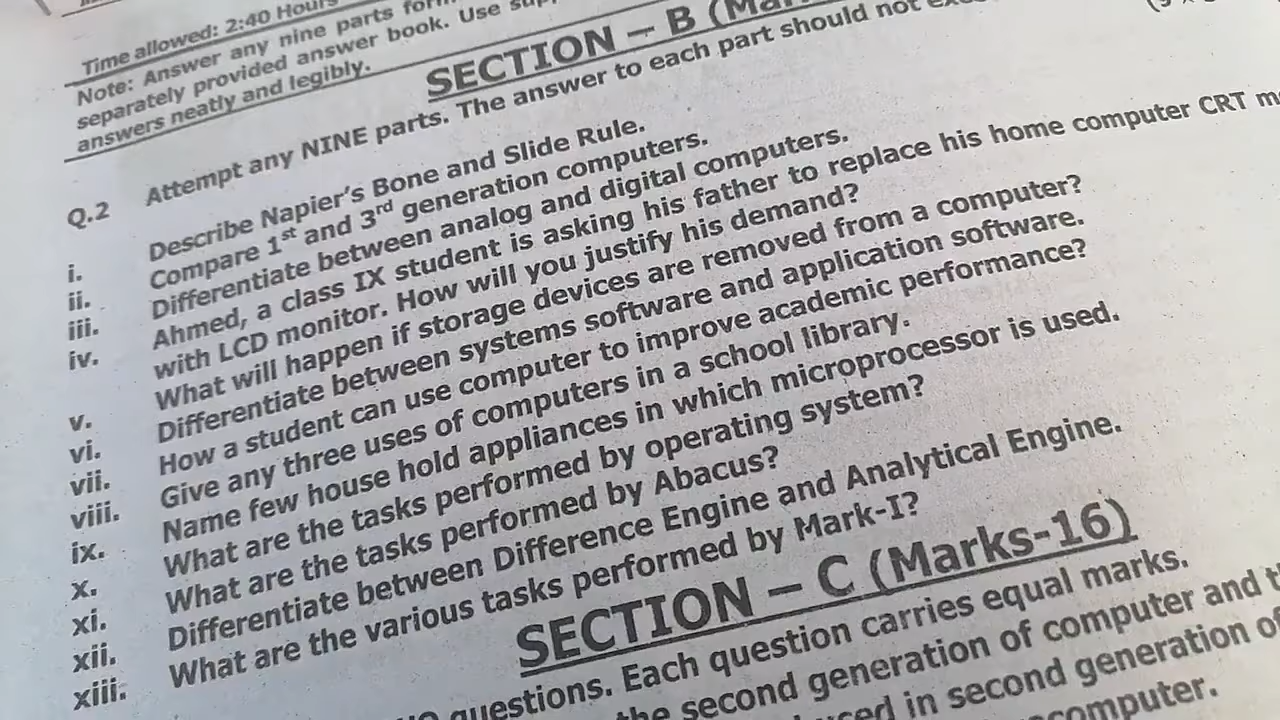 Time allowed: 2:40 Hours
Note: Answer any nine parts
separately provided answer book. Use
answers neatly and legibly.
SECTION – B
Q.2 Attempt any NINE parts. The answer to each part should not
i. Describe Napier’s Bone and Slide Rule.
ii. Compare 1st and 3rd generation computers.
iii. Differentiate between analog and digital computers.
iv. Ahmed, a class IX student is asking his father to replace his home computer CRT
with LCD monitor. How will you justify his demand?
v. What will happen if storage devices are removed from a computer?
vi. Differentiate between systems software and application software.
vii. How a student can use computer to improve academic performance?
viii. Give any three uses of computers in a school library.
ix. Name few house hold appliances in which microprocessor is used.
x. What are the tasks performed by operating system?
xi. What are the tasks performed by Abacus?
xii. Differentiate between Difference Engine and Analytical Engine.
xiii. What are the various tasks performed by Mark-I?
SECTION – C (Marks-16)
questions. Each question carries equal marks.
the second generation of computer and
in second generation of
computer.